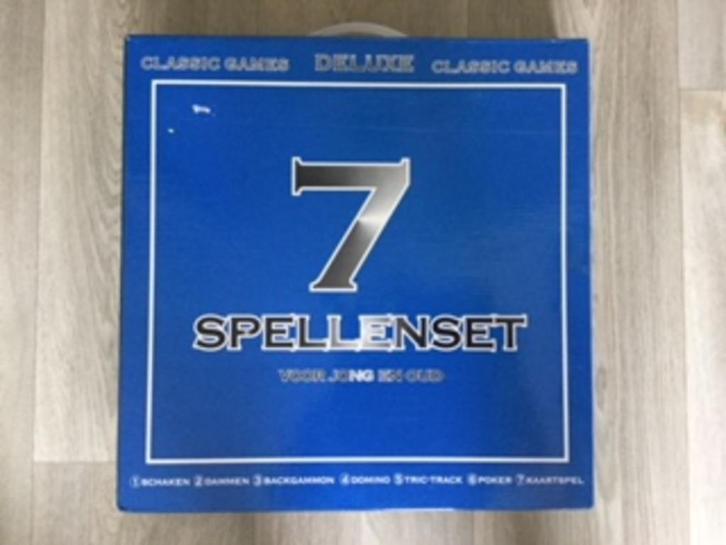 CLASSIC GAMES DELUXE CLASSIC GAMES
7
SPELLENSET
VOOR JONG EN OUD
1 SCHAKEN 2 DAMMEN 3 BACKGAMMON 4 DOMINO 5 TRIC-TRACK 6 POKER 7 KAARTSPEL